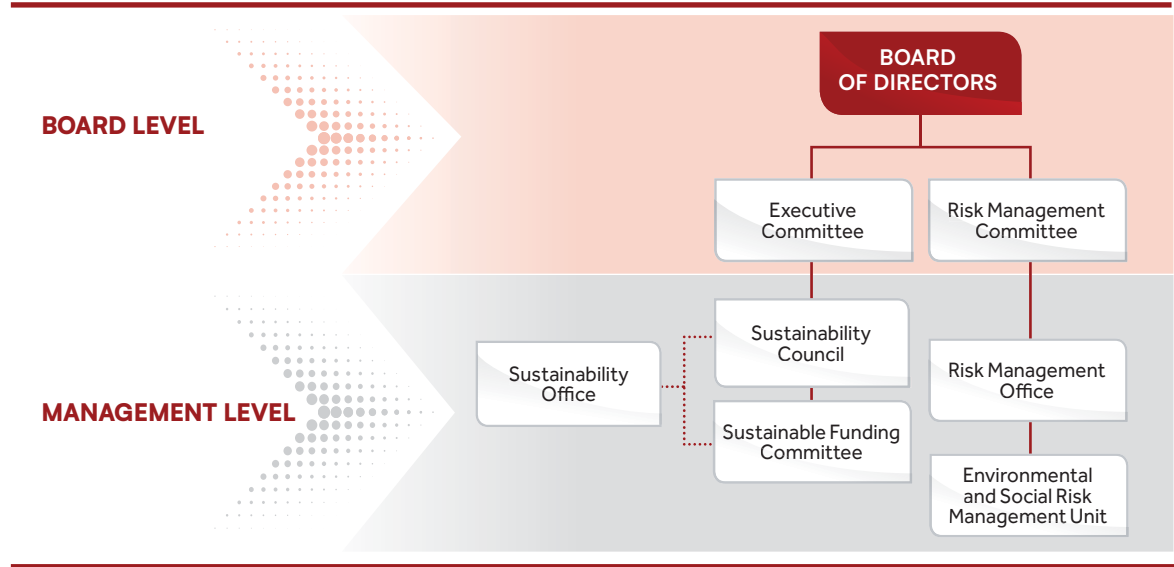 BOARD LEVEL
BOARD
OF DIRECTORS
Executive
Committee
Risk Management
Committee
MANAGEMENT LEVEL
Sustainability
Office
Sustainability
Council
Sustainable Funding
Committee
Risk Management
Office
Environmental
and Social Risk
Management Unit